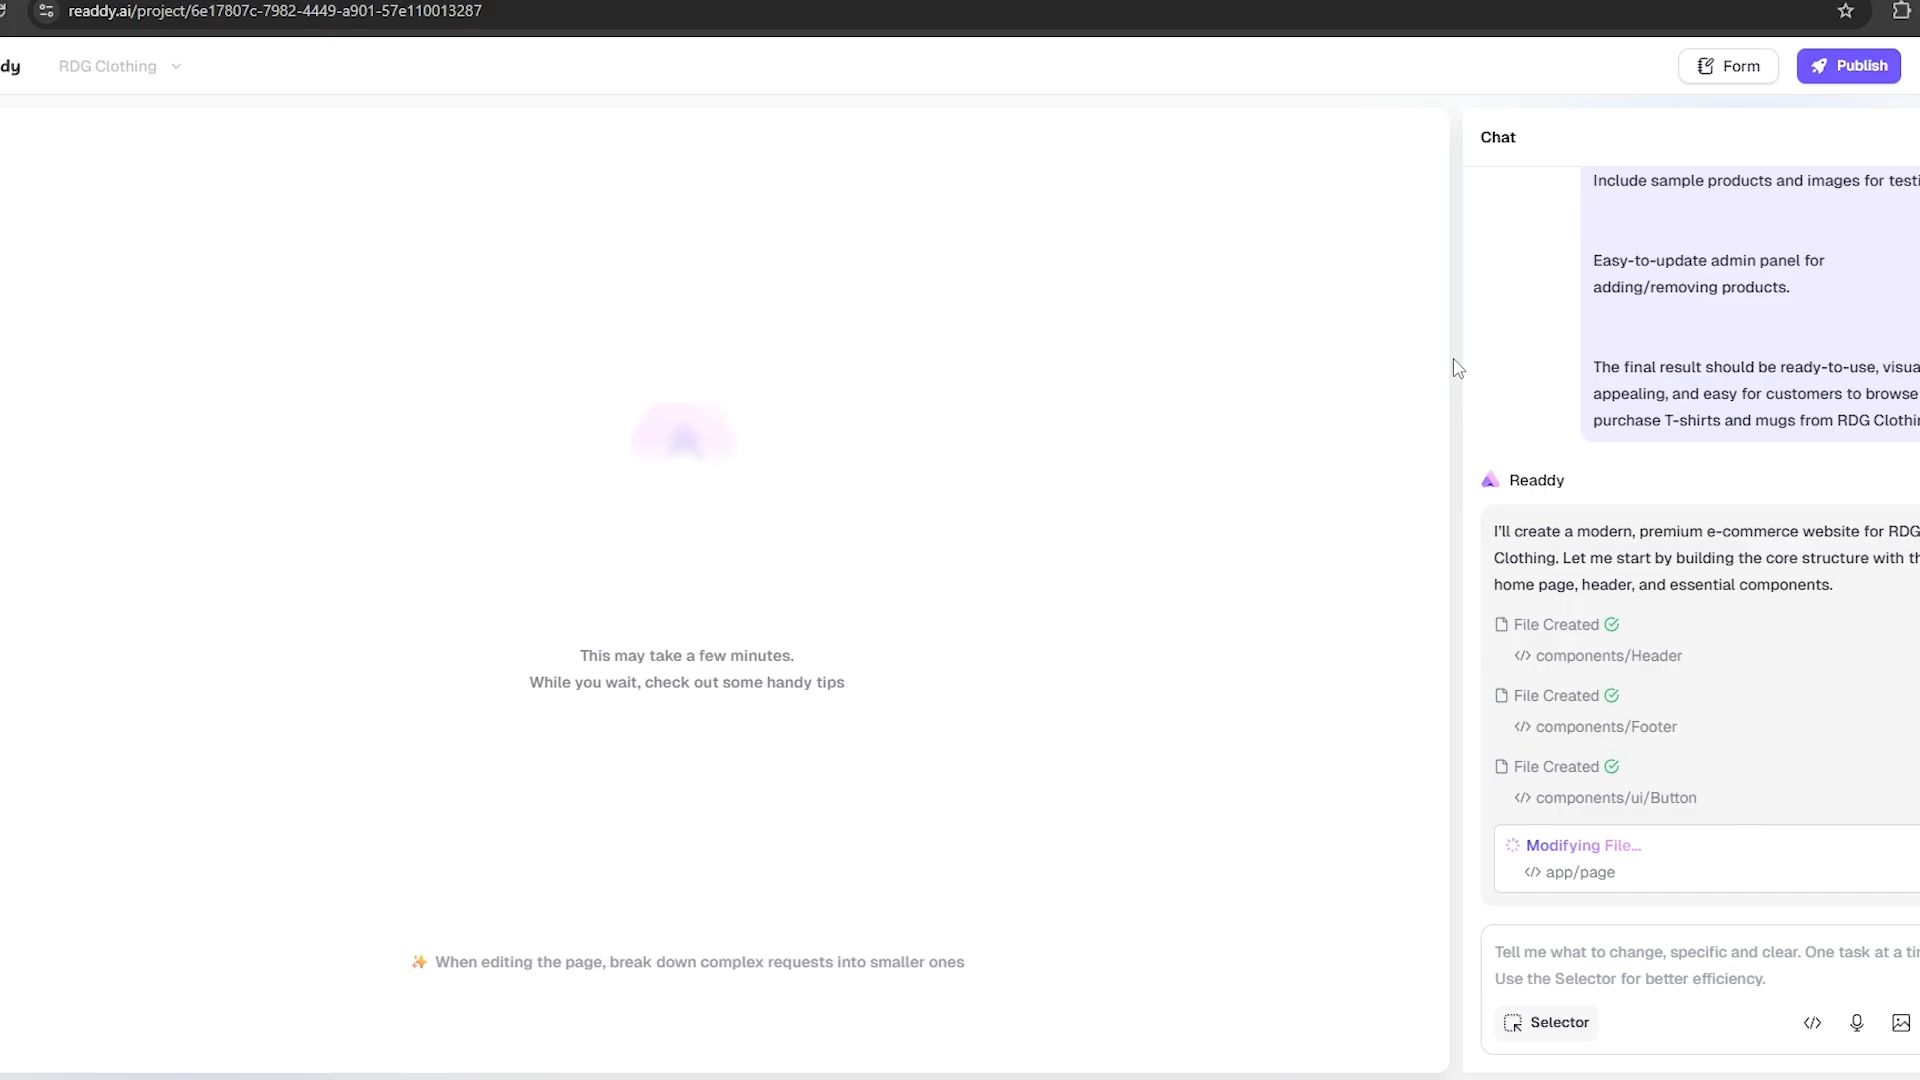 readdy.ai/project/6e17807c-7982-4449-a901-57e110013287
dy
RDG Clothing
Form
Publish
This may take a few minutes.
While you wait, check out some handy tips
✨ When editing the page, break down complex requests into smaller ones
Chat
Include sample products and images for testi
Easy-to-update admin panel for
adding/removing products.
The final result should be ready-to-use, visua
appealing, and easy for customers to browse
purchase T-shirts and mugs from RDG Clothi
Readdy
I'll create a modern, premium e-commerce website for RDG
Clothing. Let me start by building the core structure with th
home page, header, and essential components.
File Created
</> components/Header
File Created
</> components/Footer
File Created
</> components/ui/Button
Modifying File...
</> app/page
Tell me what to change, specific and clear. One task at a ti
Use the Selector for better efficiency.
Selector
</>